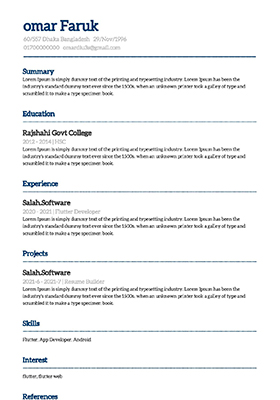 omar Faruk
60/557 Dhaka Bangladesh 29/Nov/1996
01700000000 omarriludk@gmail.com
Summary
Lorem Ipsum is simply dummy text of the printing and typesetting industry. Lorem Ipsum has been the
industry's standard dummy text ever since the 1500s, when an unknown printer took a galley of type and
scrambled it to make a type specimen book.
Education
Rajshahi Govt College
2012 - 2014 | HSC
Lorem Ipsum is simply dummy text of the printing and typesetting industry. Lorem Ipsum has been the
industry's standard dummy text ever since the 1500s, when an unknown printer took a galley of type and
scrambled it to make a type specimen book.
Experience
Salah.Software
2020 - 2021 | Flutter Developer
Lorem Ipsum is simply dummy text of the printing and typesetting industry. Lorem Ipsum has been the
industry's standard dummy text ever since the 1500s, when an unknown printer took a galley of type and
scrambled it to make a type specimen book.
Projects
Salah.Software
2021-6 - 2021-7 | Resume Builder
Lorem Ipsum is simply dummy text of the printing and typesetting industry. Lorem Ipsum has been the
industry's standard dummy text ever since the 1500s, when an unknown printer took a galley of type and
scrambled it to make a type specimen book.
Skills
Flutter, App Developer, Android
Interest
flutter, flutter web
References